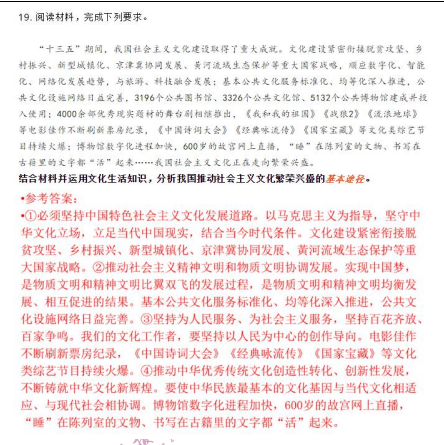 19. 阅读材料，完成下列要求。
“十三五”期间，我国社会主义文化建设取得了重大成就。文化建设紧密衔接脱贫攻坚、乡
村振兴、新型城镇化、京津冀协同发展、黄河流域生态保护等重大国家战略，顺应数字化、智能
化、网络化发展趋势，与旅游、科技融合发展；基本公共文化服务标准化、均等化深入推进，公
共文化设施网络日益完善，3196个公共图书馆、3326个公共文化馆、5132个公共博物馆建成并投
入使用；4000余部优秀现实题材的舞台剧相继推出，《我和我的祖国》《战狼2》《流浪地球》
等电影佳作不断刷新票房纪录，《中国诗词大会》《经典咏流传》《国家宝藏》等文化类综艺节
目持续火爆；博物馆数字化进程加快，600岁的故宫网上直播，“睡”在陈列室的文物、书写在
古籍里的文字都“活”起来……我国社会主义文化正在走向繁荣兴盛。
结合材料并运用文化生活知识，分析我国推动社会主义文化繁荣兴盛的基本途径。
•参考答案：
•①必须坚持中国特色社会主义文化发展道路。以马克思主义为指导，坚守中
华文化立场，立足当代中国现实，结合当今时代条件。文化建设紧密衔接脱
贫攻坚、乡村振兴、新型城镇化、京津冀协同发展、黄河流域生态保护等重
大国家战略。②推动社会主义精神文明和物质文明协调发展。实现中国梦，
是物质文明和精神文明比翼双飞的发展过程，是物质文明和精神文明均衡发
展、相互促进的结果。基本公共文化服务标准化、均等化深入推进，公共文
化设施网络日益完善。③坚持为人民服务、为社会主义服务，坚持百花齐放、
百家争鸣。我们的文化工作者，要坚持以人民为中心的创作导向。电影佳作
不断刷新票房纪录，《中国诗词大会》《经典咏流传》《国家宝藏》等文化
类综艺节目持续火爆。④推动中华优秀传统文化创造性转化、创新性发展，
不断铸就中华文化新辉煌。要使中华民族最基本的文化基因与当代文化相适
应、与现代社会相协调。博物馆数字化进程加快，600岁的故宫网上直播，
“睡”在陈列室的文物、书写在古籍里的文字都“活”起来。